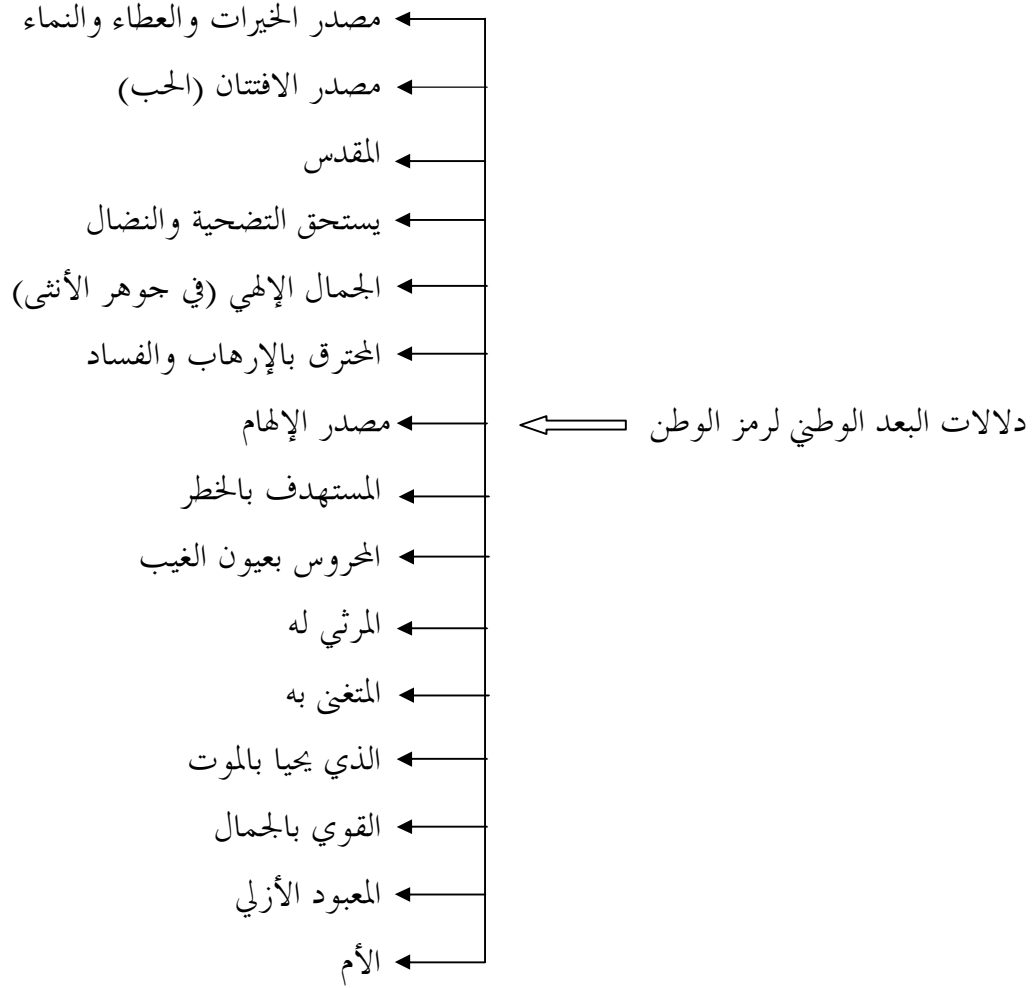 مصدر الخيرات والعطاء والنماء
مصدر الافتتان (الحب)
المقدس
يستحق التضحية والنضال
الجمال الإلهي (في جوهر الأنثى)
المحترق بالإرهاب والفساد
دلالات البعد الوطني لرمز الوطن
مصدر الإلهام
المستهدف بالخطر
المحروس بعيون الغيب
المرثي له
المتغنى به
الذي يحيا بالموت
القوي بالجمال
المعبود الأزلي
الأم